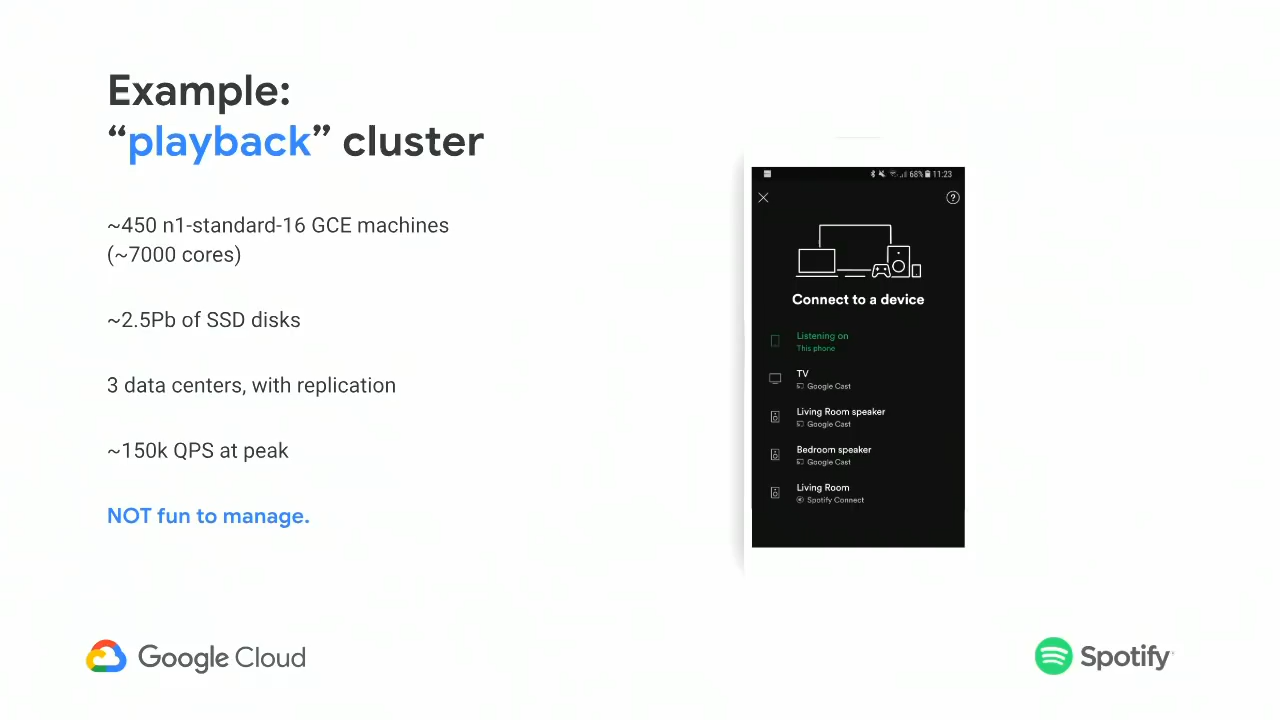 Example:
“playback” cluster
~450 n1-standard-16 GCE machines
(~7000 cores)
~2.5Pb of SSD disks
3 data centers, with replication
~150k QPS at peak
NOT fun to manage.
68% 11:23
Connect to a device
Listening on
This phone
TV
Google Cast
Living Room speaker
Google Cast
Bedroom speaker
Google Cast
Living Room
Spotify Connect
Google Cloud
Spotify